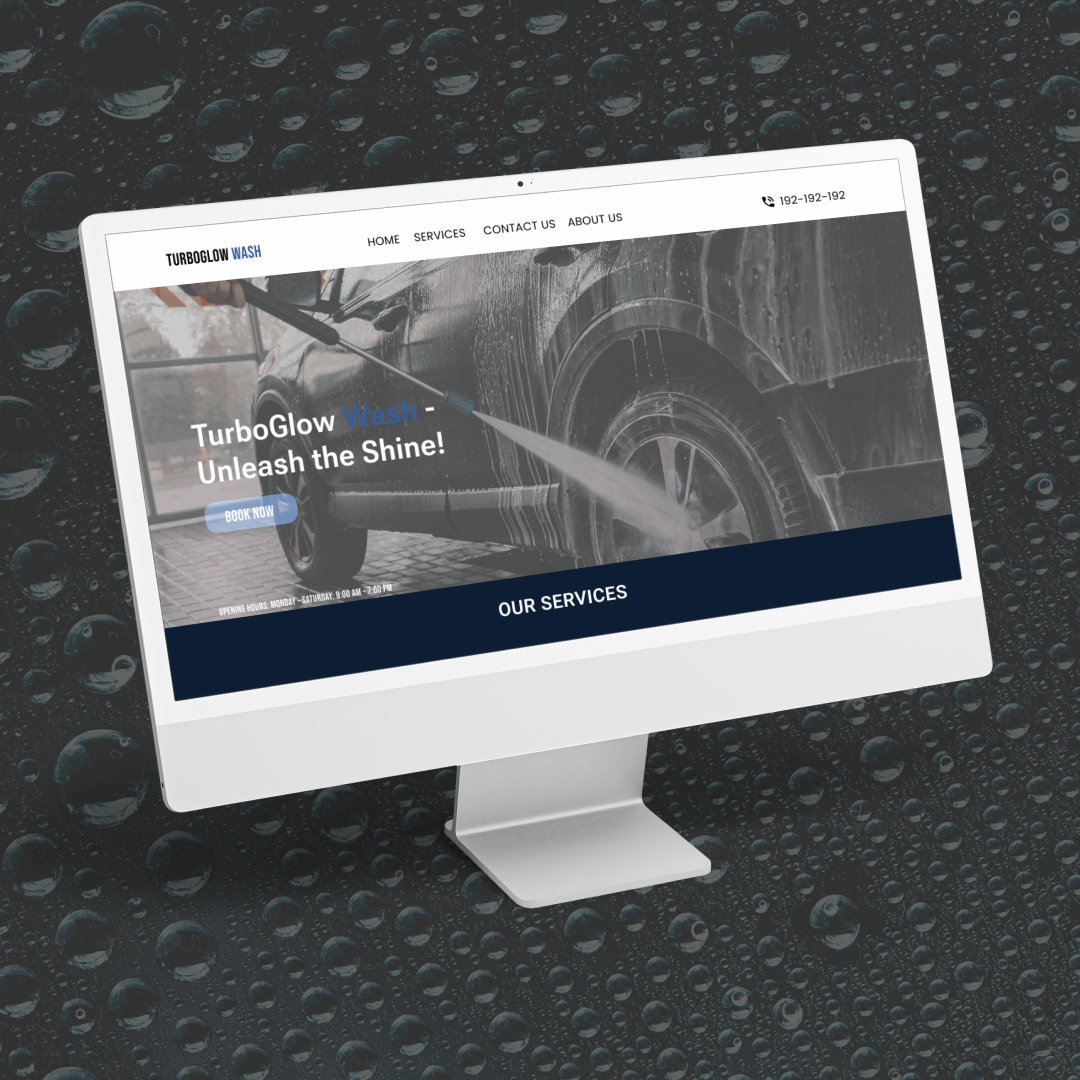 TURBOGLOW WASH
HOME SERVICES CONTACT US ABOUT US
192-192-192
TurboGlow Wash -
Unleash the Shine!
BOOK NOW
OPENING HOURS: MONDAY -SATURDAY: 9:00 AM - 7:00 PM
OUR SERVICES